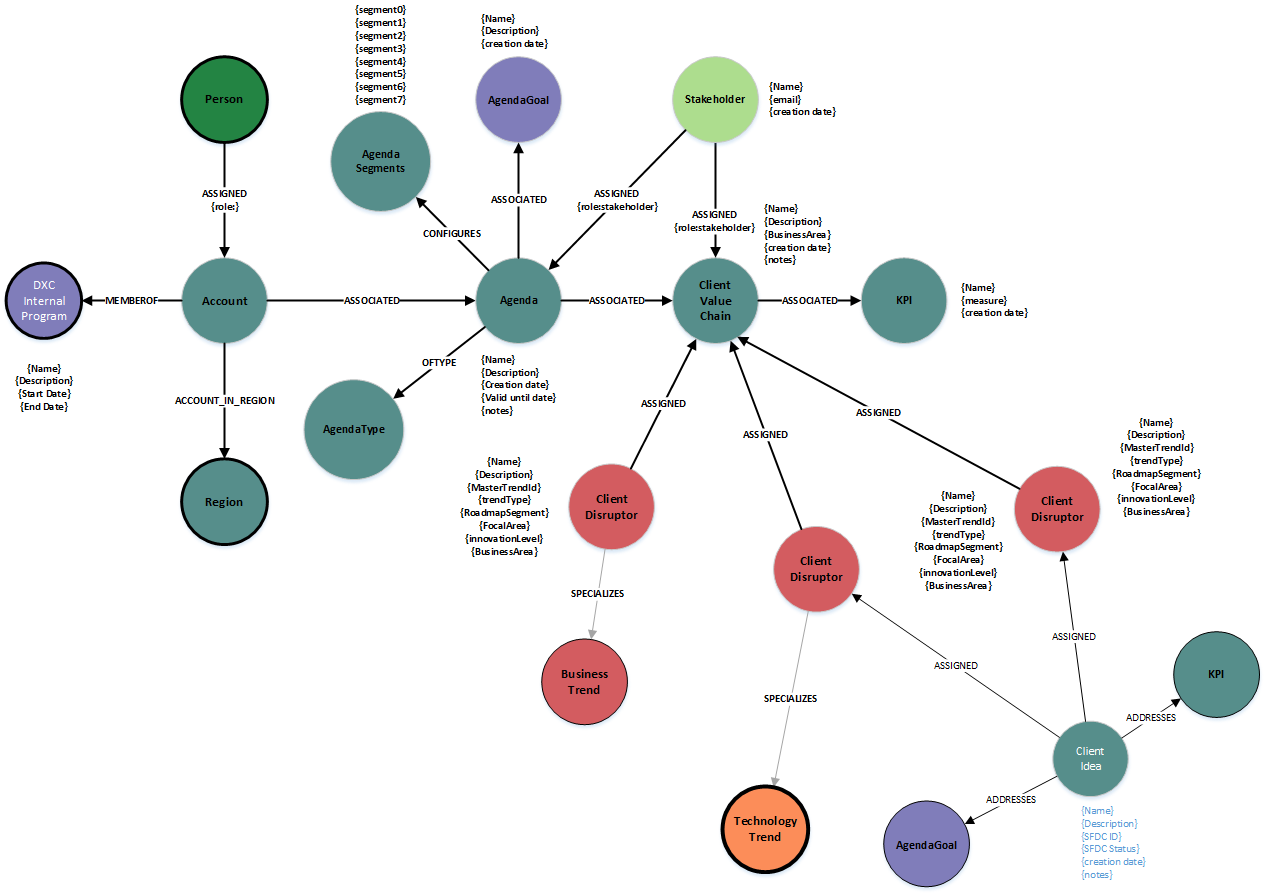 {segment0}
{segment1}
{segment2}
{segment3}
{segment4}
{segment5}
{segment6}
{segment7}
{Name}
{Description}
{creation date}
Person
AgendaGoal
Stakeholder
{Name}
{email}
{creation date}
Agenda
Segments
ASSIGNED
{role:}
ASSOCIATED
ASSIGNED
{role:stakeholder}
ASSIGNED
{role:stakeholder}
{Name}
{Description}
{BusinessArea}
{creation date}
{notes}
CONFIGURES
DXC
Internal
Program
MEMBEROF
Account
ASSOCIATED
Agenda
ASSOCIATED
Client
Value
Chain
ASSOCIATED
KPI
{Name}
{measure}
{creation date}
{Name}
{Description}
{Start Date}
{End Date}
OFTYPE
{Name}
{Description}
{Creation date}
{Valid until date}
{notes}
ACCOUNT_IN_REGION
AgendaType
ASSIGNED
ASSIGNED
ASSIGNED
Region
{Name}
{Description}
{MasterTrendId}
{trendType}
{RoadmapSegment}
{FocalArea}
{innovationLevel}
{BusinessArea}
Client
Disruptor
{Name}
{Description}
{MasterTrendId}
{trendType}
{RoadmapSegment}
{FocalArea}
{innovationLevel}
{BusinessArea}
Client
Disruptor
{Name}
{Description}
{MasterTrendId}
{trendType}
{RoadmapSegment}
{FocalArea}
{innovationLevel}
{BusinessArea}
Client
Disruptor
SPECIALIZES
ASSIGNED
ASSIGNED
Business
Trend
SPECIALIZES
KPI
ADDRESSES
Client
Idea
ADDRESSES
Technology
Trend
AgendaGoal
{Name}
{Description}
{SFDC ID}
{SFDC Status}
{creation date}
{notes}